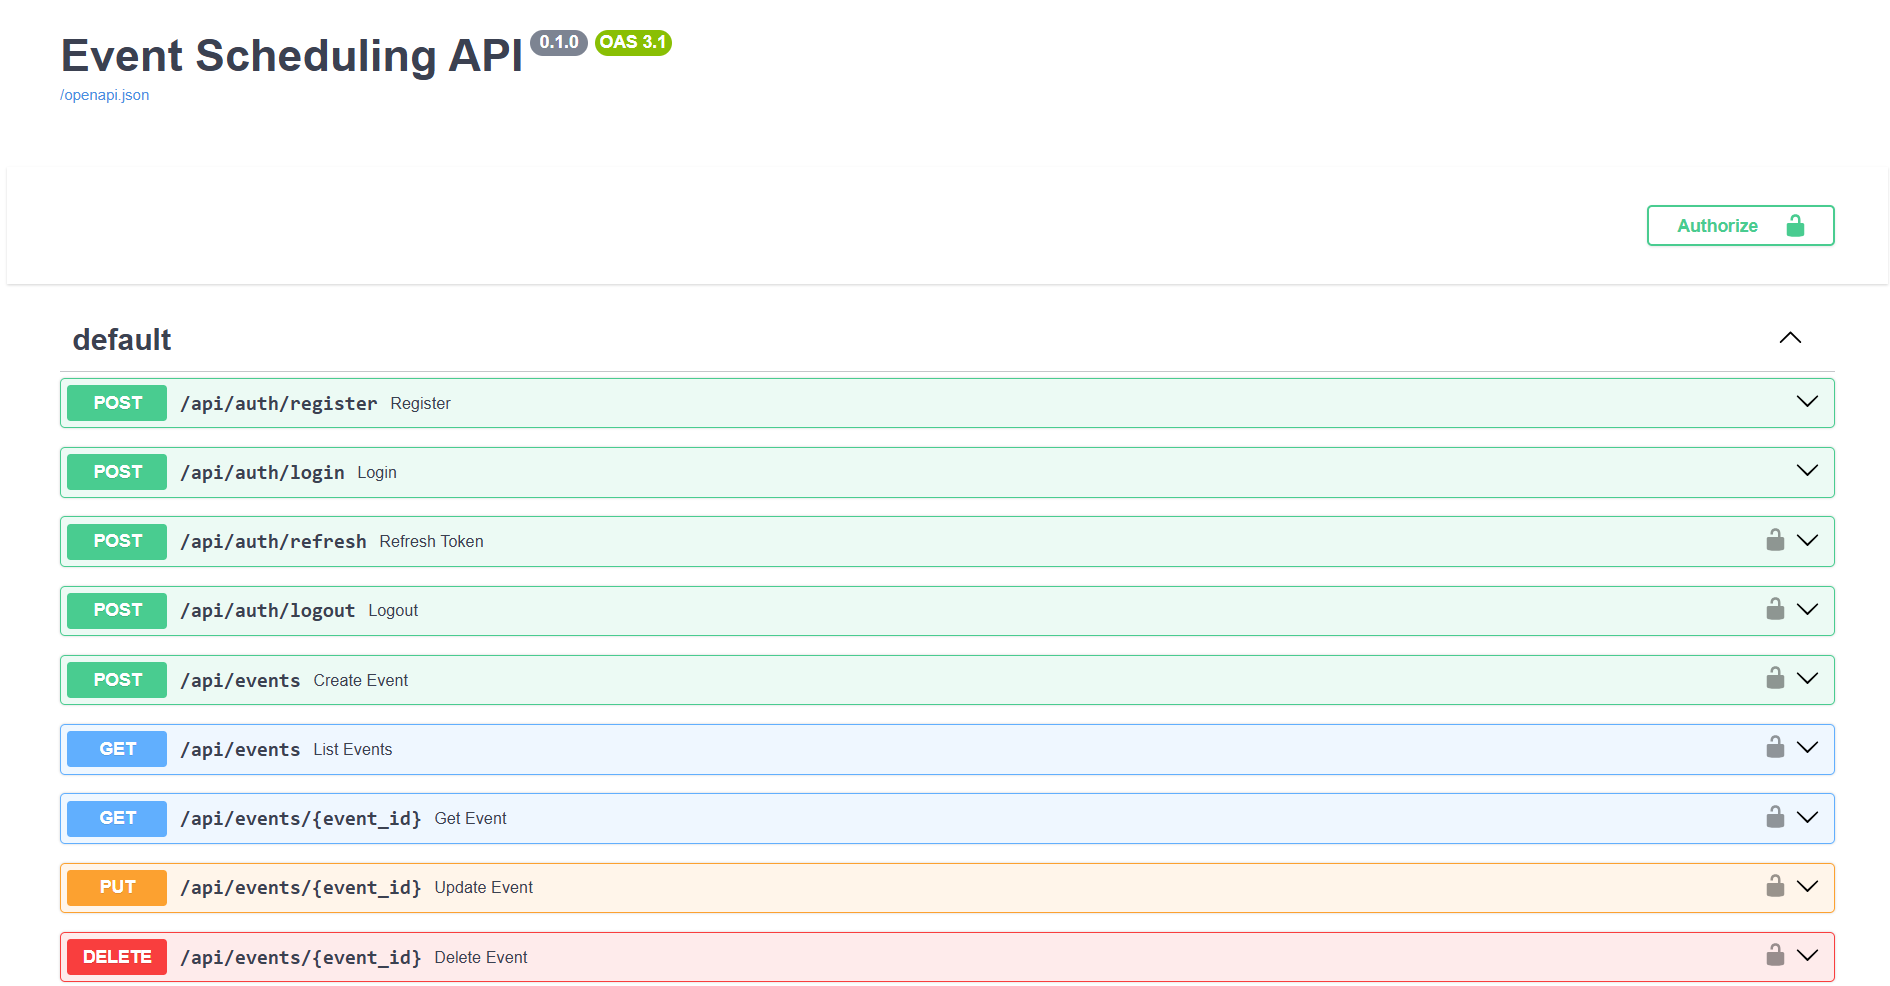 Event Scheduling API 0.1.0 OAS 3.1
/openapi.json
Authorize
default
POST /api/auth/register Register
POST /api/auth/login Login
POST /api/auth/refresh Refresh Token
POST /api/auth/logout Logout
POST /api/events Create Event
GET /api/events List Events
GET /api/events/{event_id} Get Event
PUT /api/events/{event_id} Update Event
DELETE /api/events/{event_id} Delete Event